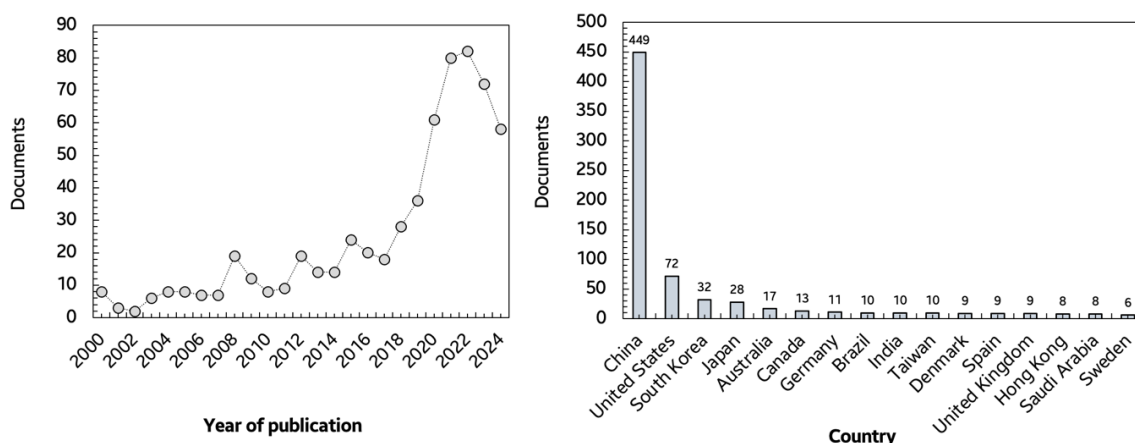 90
80
70
60
50
40
30
20
10
0
Documents
2000
2002
2004
2006
2008
2010
2012
2014
2016
2018
2020
2022
2024
Year of publication
500
450
400
350
300
250
200
150
100
50
0
Documents
449
72
32
28
17
13
11
10
10
10
9
9
9
8
8
6
China
United States
South Korea
Japan
Australia
Canada
Germany
Brazil
India
Taiwan
Denmark
Spain
United Kingdom
Hong Kong
Saudi Arabia
Sweden
Country